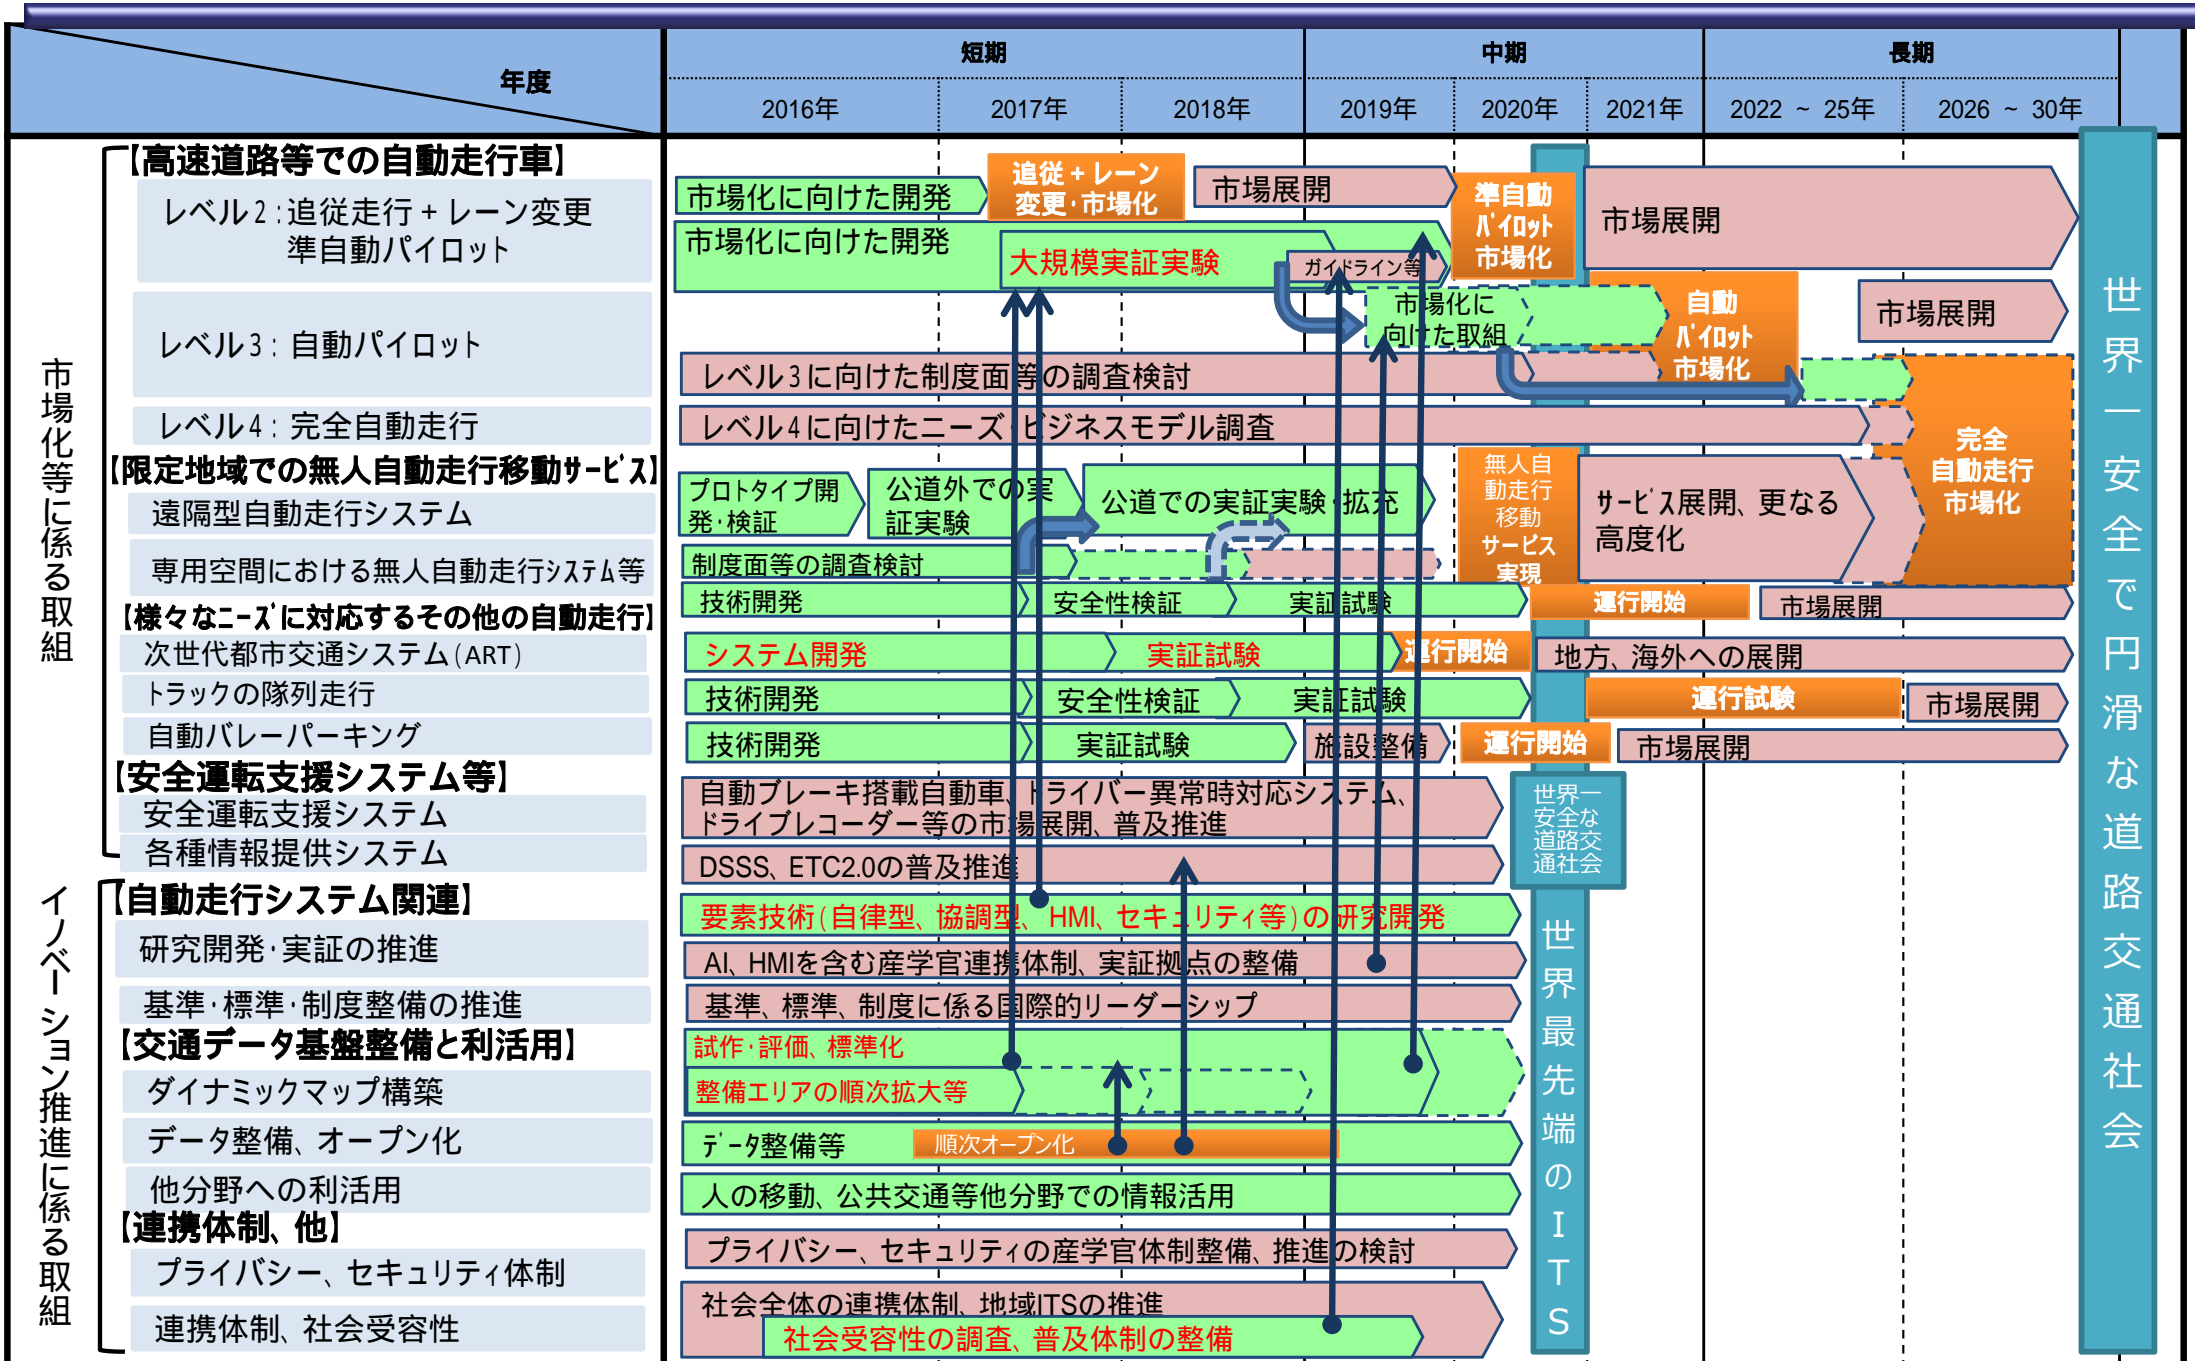 年度
短期
中期
長期
2016年
2017年
2018年
2019年
2020年
2021年
2022 ~ 25年
2026 ~ 30年
市場化等に係る取組
【高速道路等での自動走行車】
レベル2:追従走行+レーン変更
準自動パイロット
市場化に向けた開発
追従+レーン
変更・市場化
市場展開
準自動
パイロット
市場化
市場展開
市場化に向けた開発
大規模実証実験
ガイドライン等
レベル3:自動パイロット
市場化に
向けた取組
自動
パイロット
市場化
市場展開
レベル3に向けた制度面等の調査検討
レベル4:完全自動走行
レベル4に向けたニーズ・ビジネスモデル調査
完全
自動走行
市場化
【限定地域での無人自動走行移動サービス】
遠隔型自動走行システム
プロトタイプ開
発・検証
公道外での実
証実験
公道での実証実験・拡充
無人自
動走行
移動
サービス
実現
サービス展開、更なる
高度化
制度面等の調査検討
専用空間における無人自動走行システム等
技術開発
安全性検証
実証試験
運行開始
市場展開
【様々なニーズに対応するその他の自動走行】
次世代都市交通システム(ART)
システム開発
実証試験
運行開始
地方、海外への展開
トラックの隊列走行
技術開発
安全性検証
実証試験
運行試験
市場展開
自動バレーパーキング
技術開発
実証試験
施設整備
運行開始
市場展開
【安全運転支援システム等】
安全運転支援システム
自動ブレーキ搭載自動車、ドライバー異常時対応システム、
ドライブレコーダー等の市場展開、普及推進
世界一
安全な
道路交
通社会
各種情報提供システム
DSSS、ETC2.0の普及推進
イノベーション推進に係る取組
【自動走行システム関連】
要素技術(自律型、協調型、HMI、セキュリティ等)の研究開発
研究開発・実証の推進
AI、HMIを含む産学官連携体制、実証拠点の整備
基準・標準・制度整備の推進
基準、標準、制度に係る国際的リーダーシップ
【交通データ基盤整備と利活用】
試作・評価、標準化
ダイナミックマップ構築
整備エリアの順次拡大等
データ整備、オープン化
データ整備等
順次オープン化
他分野への利活用
人の移動、公共交通等他分野での情報活用
【連携体制、他】
プライバシー、セキュリティ体制
プライバシー、セキュリティの産学官体制整備、推進の検討
連携体制、社会受容性
社会全体の連携体制、地域ITSの推進
社会受容性の調査、普及体制の整備
世界最先端のITS
世界一安全で円滑な道路交通社会